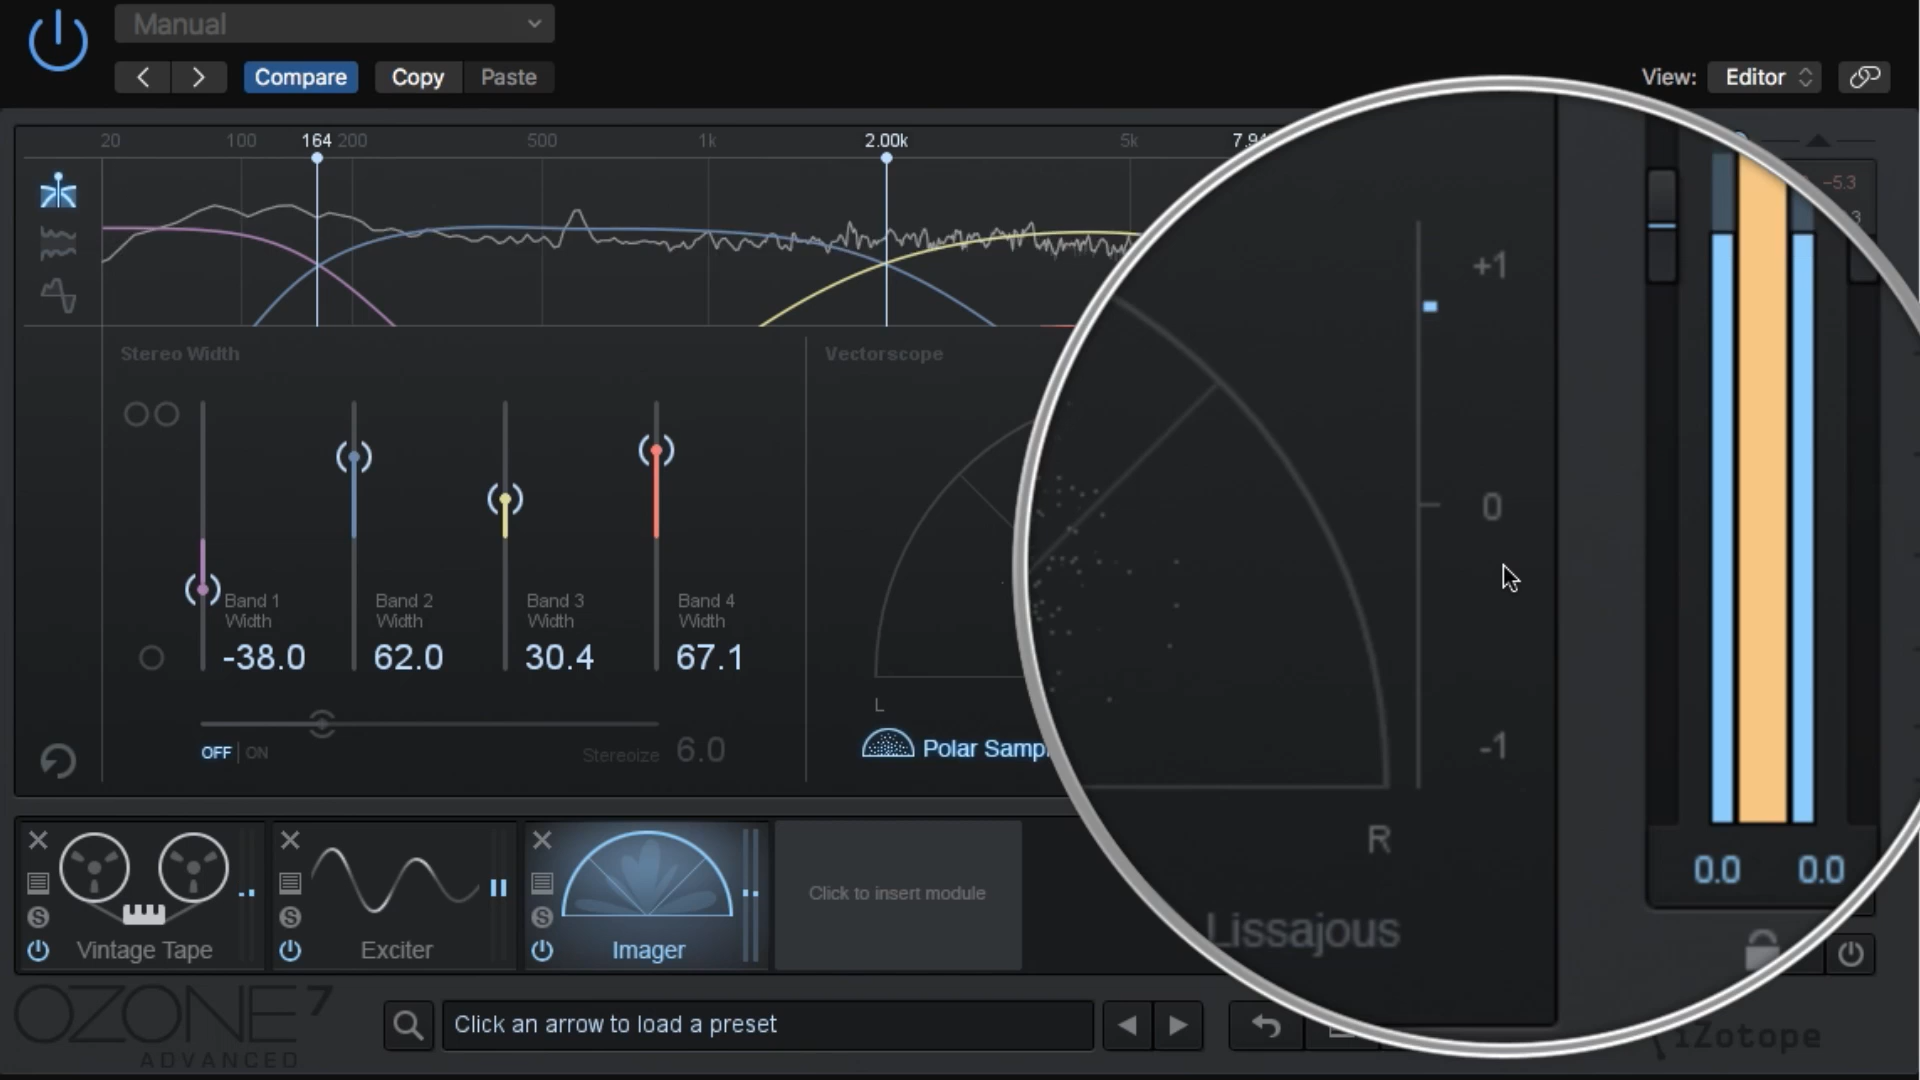 Manual
Compare Copy Paste View: Editor
20 100 164 200 500 1k 2.00k 5k
-5.3
+1
Stereo Width Vectorscope
0
Band 1 Width Band 2 Width Band 3 Width Band 4 Width
-38.0 62.0 30.4 67.1
L
-1
OFF | ON Stereoize 6.0
Polar Sampl
R
0.0 0.0
Click to insert module
Lissajous
Vintage Tape Exciter Imager
OZONE 7
ADVANCED
Click an arrow to load a preset
iZotope